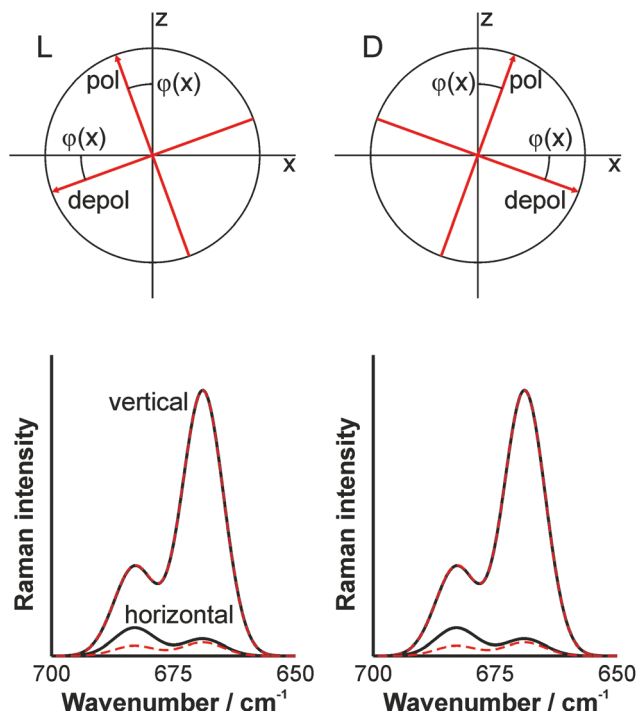 L
z
pol
φ(x)
φ(x)
x
depol
D
z
φ(x)
pol
φ(x)
x
depol
Raman intensity
vertical
horizontal
700
675
650
Wavenumber / cm⁻¹
Raman intensity
700
675
650
Wavenumber / cm⁻¹